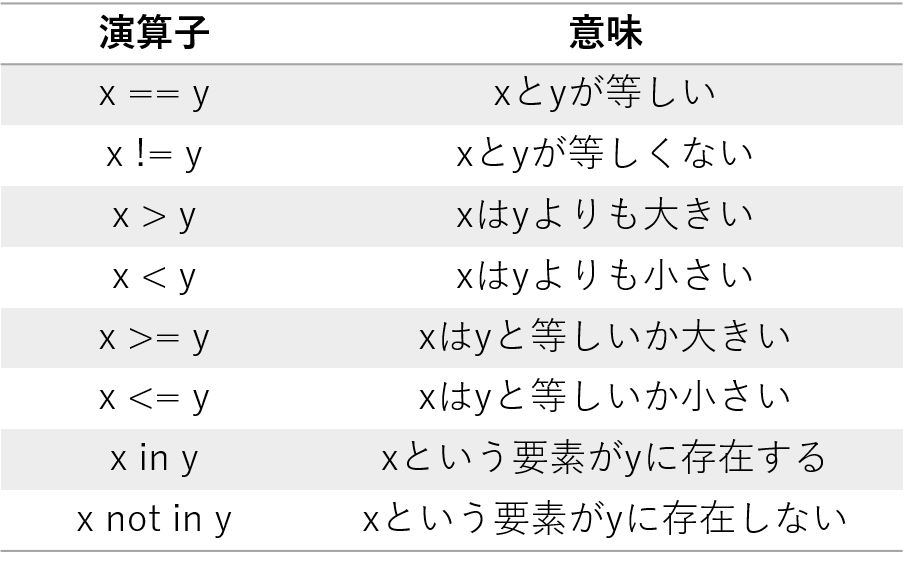 演算子 意味
x == y xとyが等しい
x != y xとyが等しくない
x > y xはyよりも大きい
x < y xはyよりも小さい
x >= y xはyと等しいか大きい
x <= y xはyと等しいか小さい
x in y xという要素がyに存在する
x not in y xという要素がyに存在しない